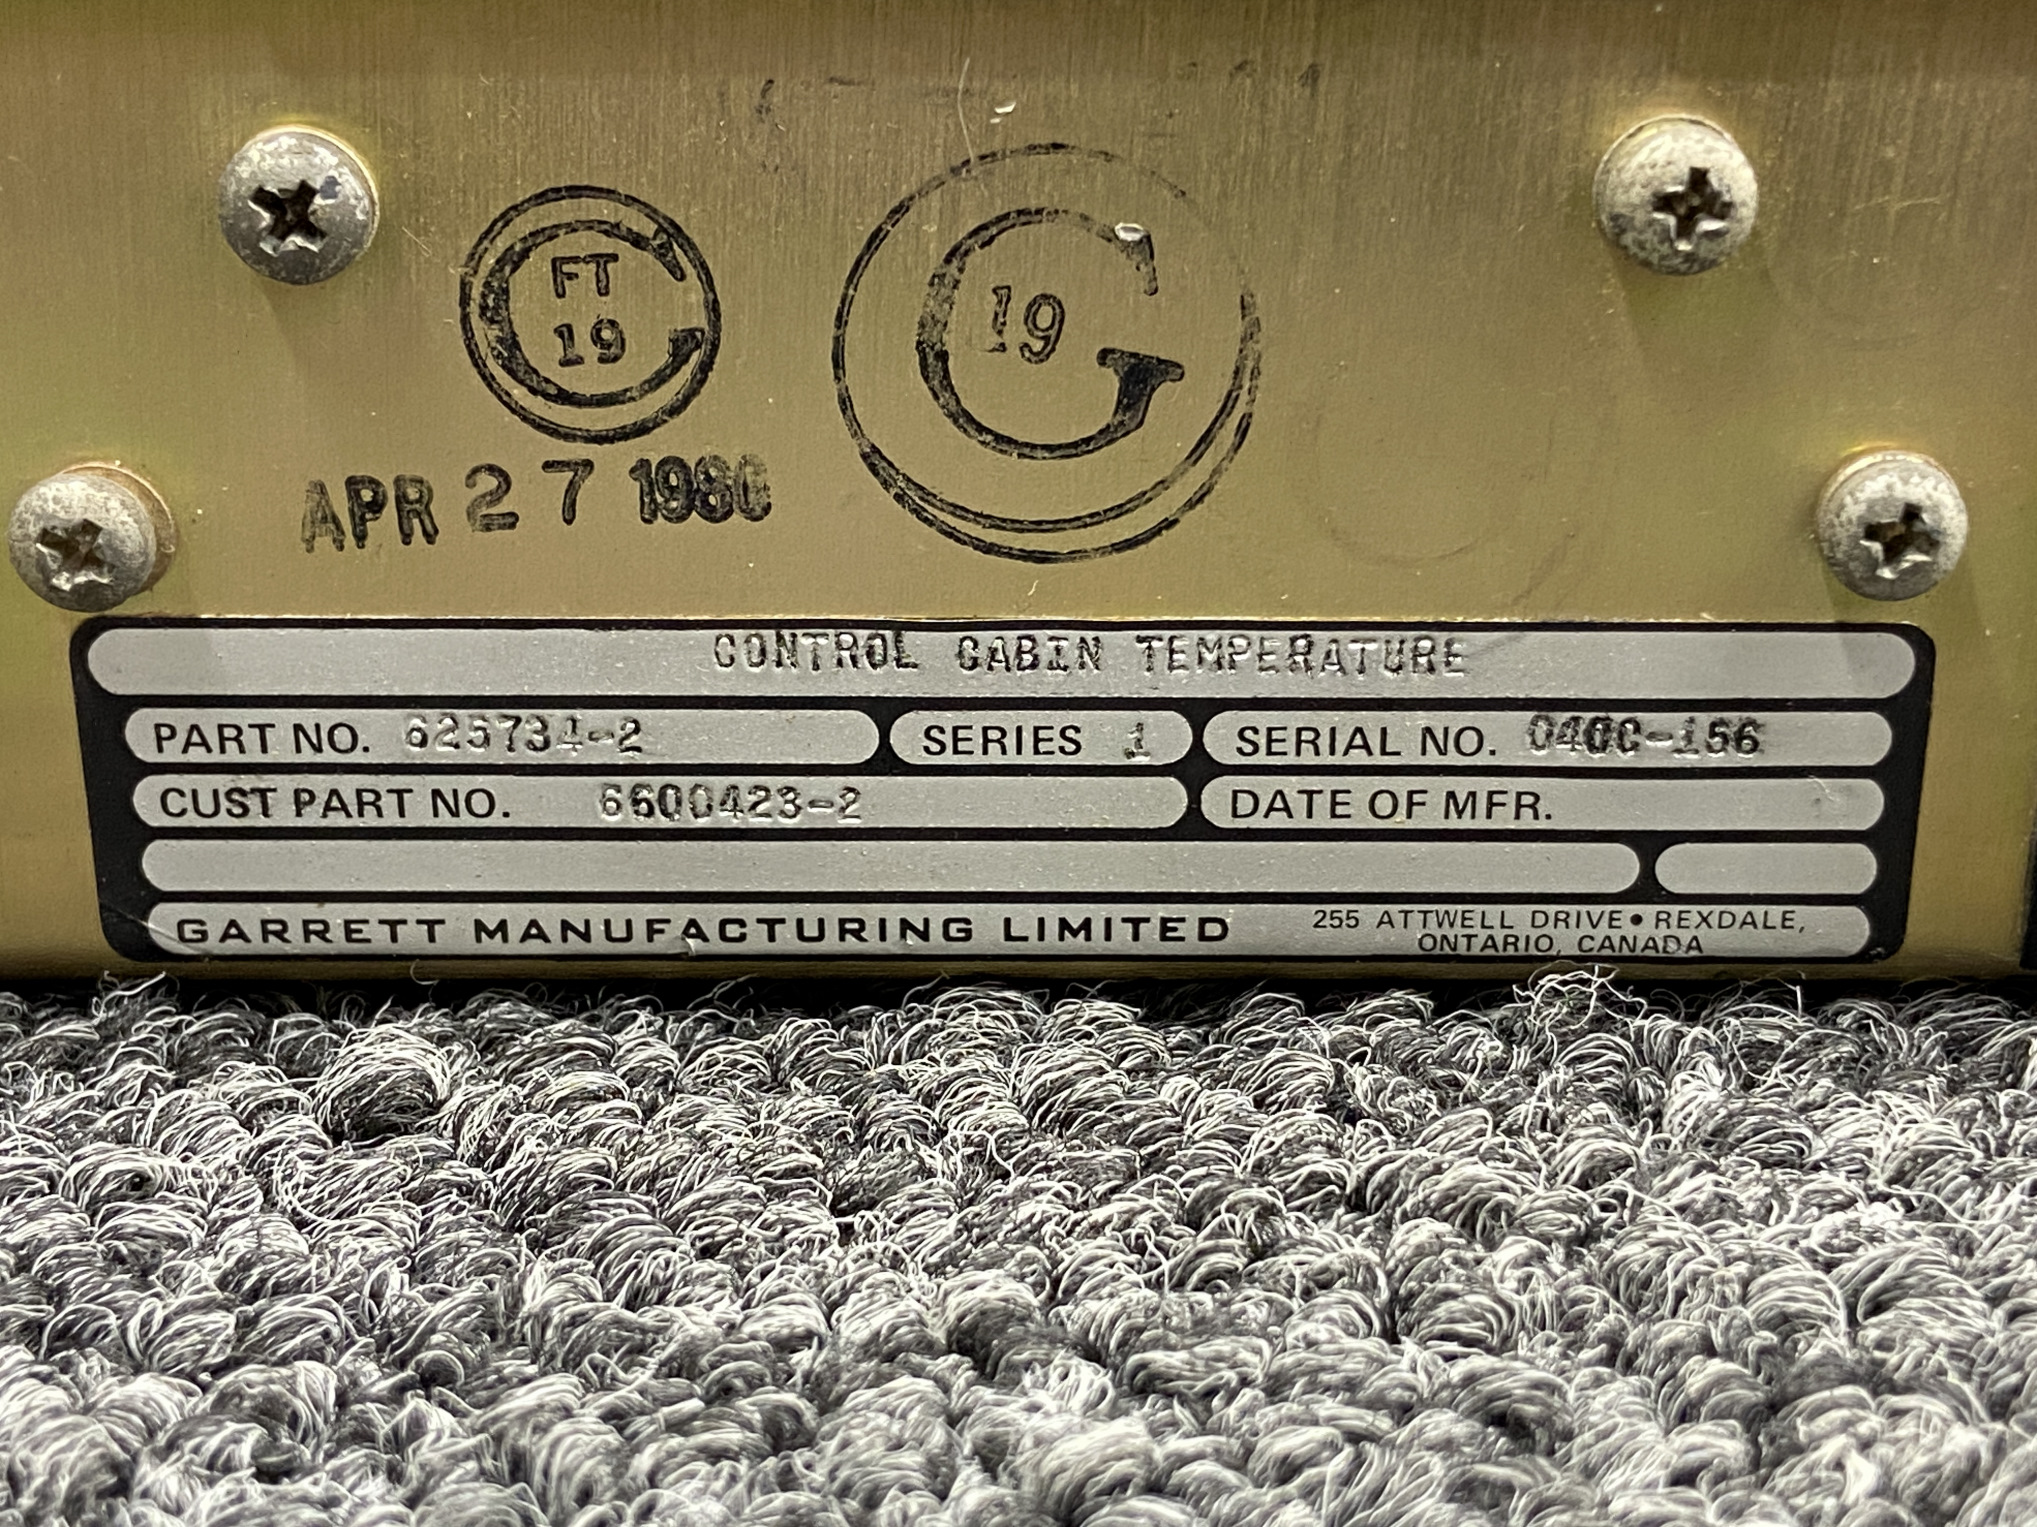 FT
19
G
19
G
APR 27 1980
CONTROL CABIN TEMPERATURE
PART NO. 625734-2 SERIES 1 SERIAL NO. 040C-156
CUST PART NO. 6600423-2 DATE OF MFR.
GARRETT MANUFACTURING LIMITED 255 ATTWELL DRIVE • REXDALE,
ONTARIO, CANADA